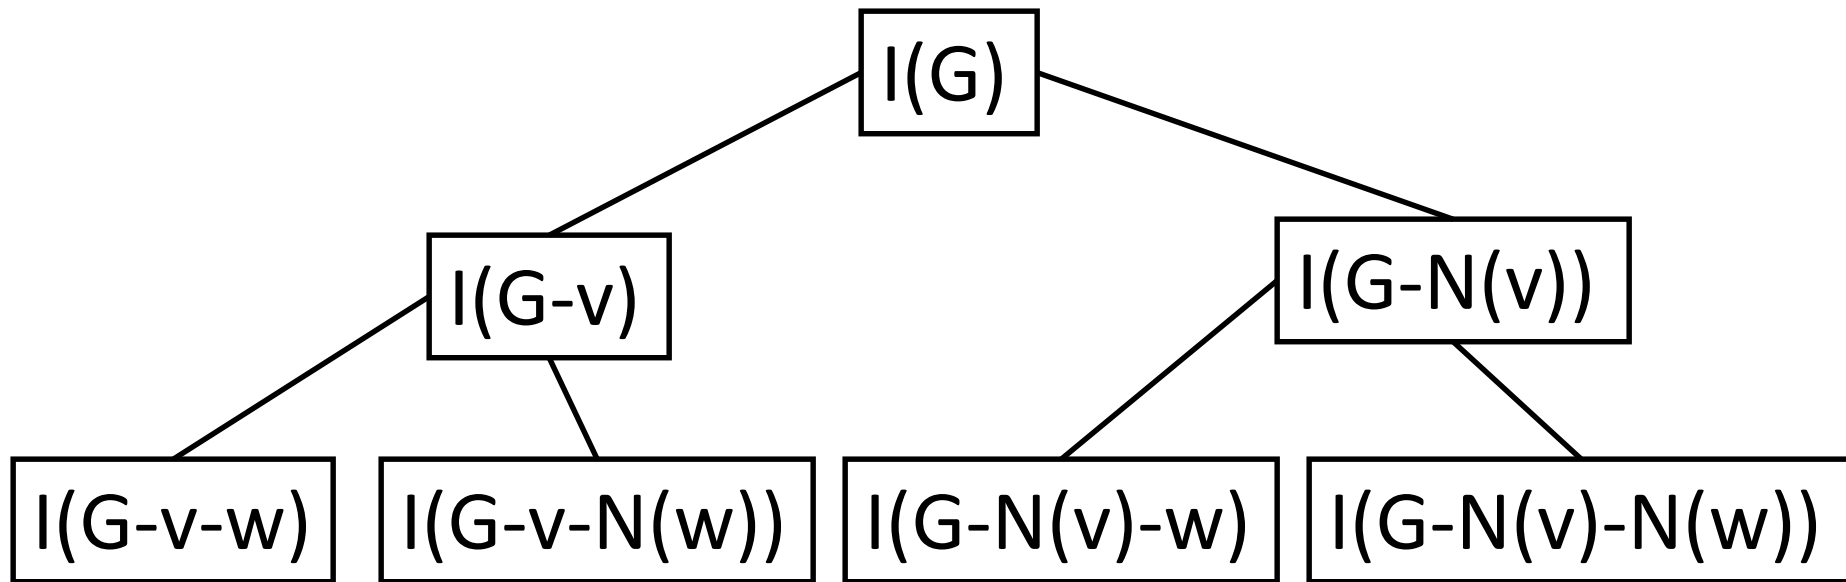 I(G)
I(G-v)
I(G-N(v))
I(G-v-w)
I(G-v-N(w))
I(G-N(v)-w)
I(G-N(v)-N(w))